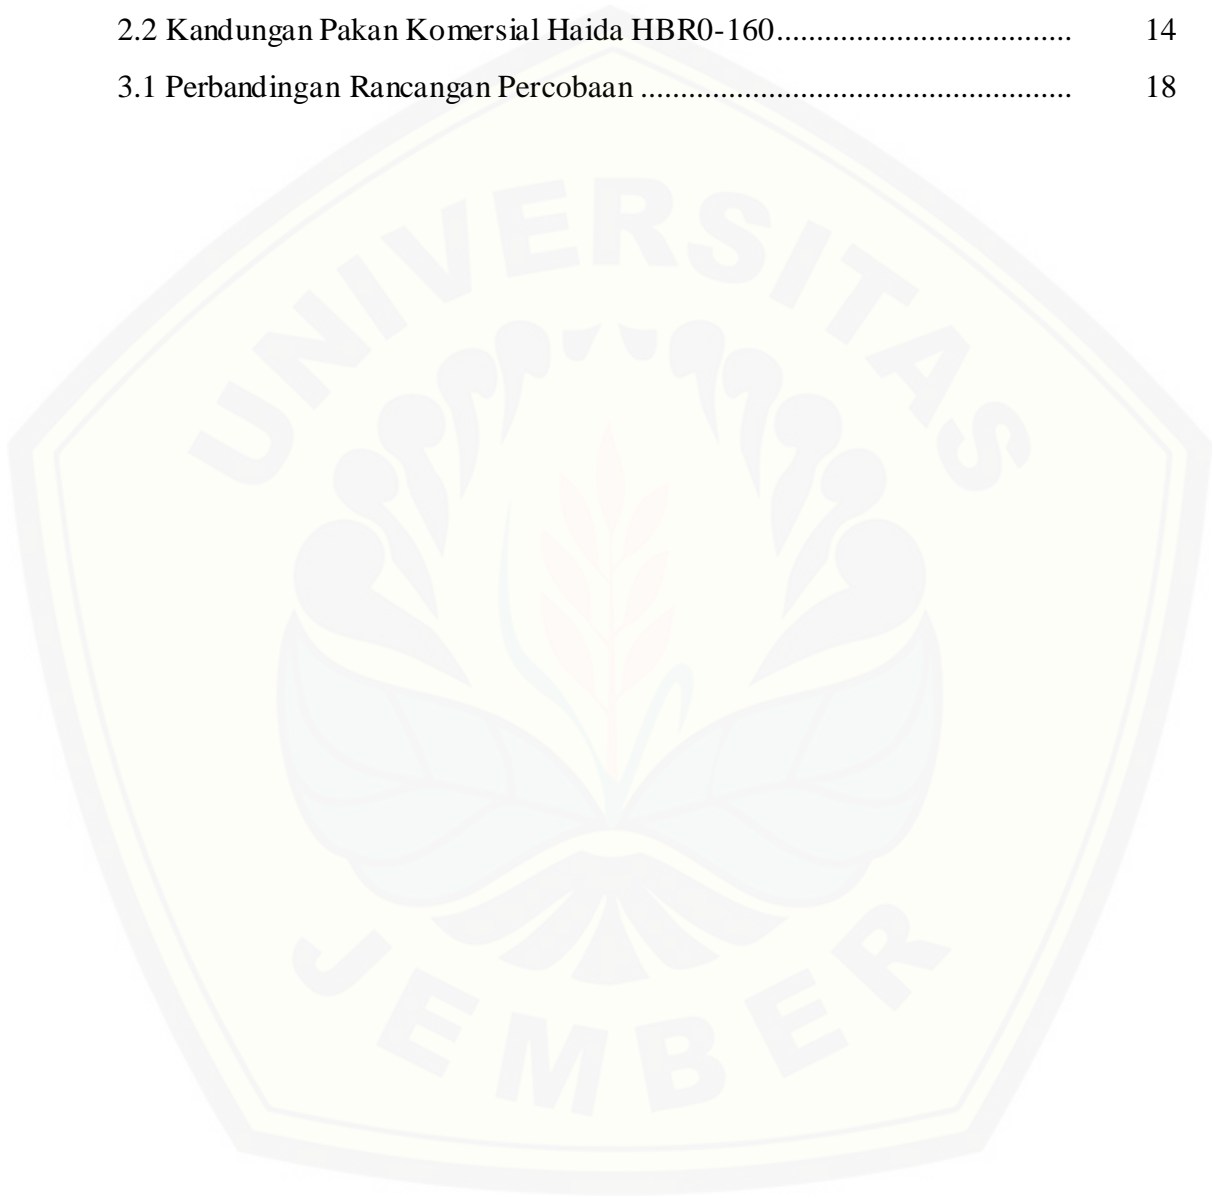 2.2 Kandungan Pakan Komersial Haida HBR0-160..................................... 14
3.1 Perbandingan Rancangan Percobaan ...................................................... 18
UNIVERSITAS
JEMBER